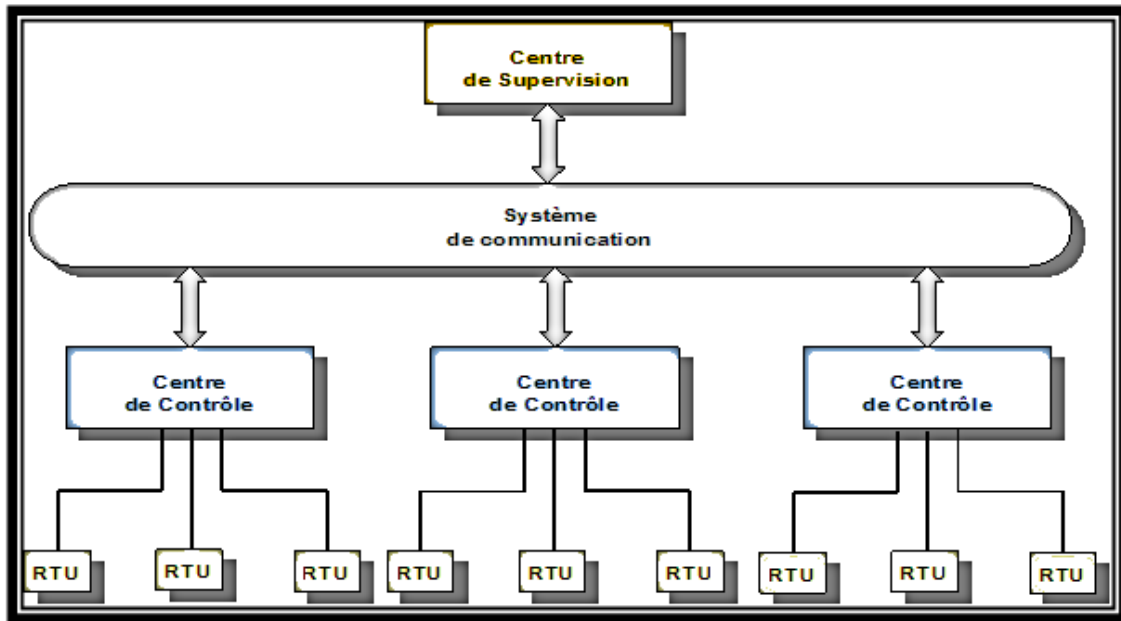 Centre
de Supervision
Système
de communication
Centre
de Contrôle
Centre
de Contrôle
Centre
de Contrôle
RTU
RTU
RTU
RTU
RTU
RTU
RTU
RTU
RTU